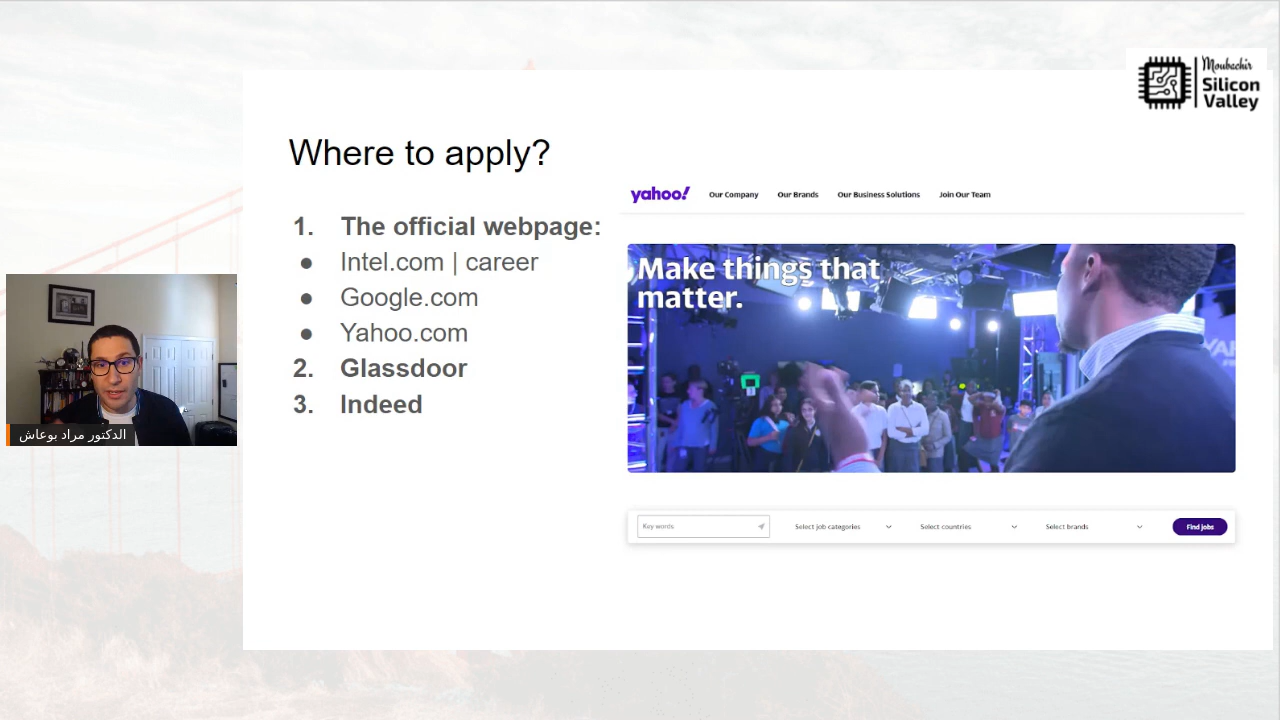 Moubachir
Silicon
Valley
Where to apply?
1. The official webpage:
● Intel.com | career
● Google.com
● Yahoo.com
2. Glassdoor
3. Indeed
yahoo!
Our Company Our Brands Our Business Solutions Join Our Team
Make things that
matter.
Key words Select job categories Select countries Select brands Find jobs
الدكتور مراد بوعاش